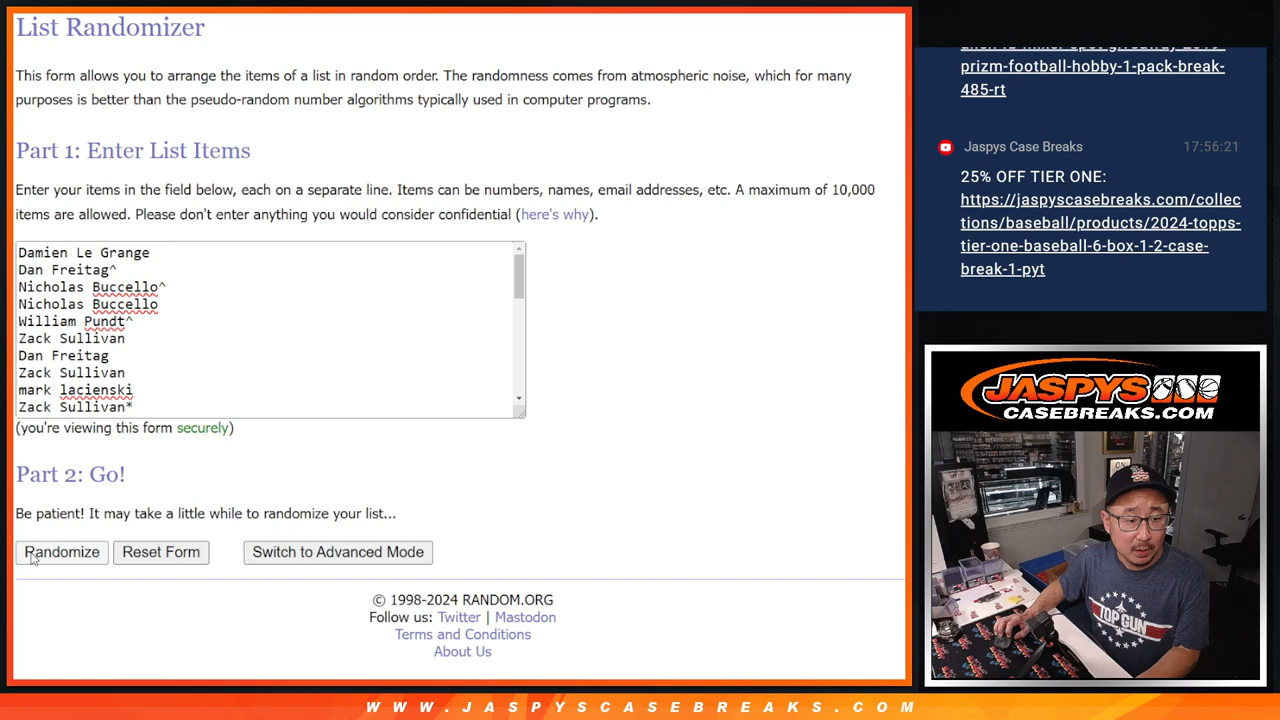 List Randomizer
This form allows you to arrange the items of a list in random order. The randomness comes from atmospheric noise, which for many
purposes is better than the pseudo-random number algorithms typically used in computer programs.
Part 1: Enter List Items
Enter your items in the field below, each on a separate line. Items can be numbers, names, email addresses, etc. A maximum of 10,000
items are allowed. Please don't enter anything you would consider confidential (here's why).
Damien Le Grange
Dan Freitag^
Nicholas Buccello^
Nicholas Buccello
William Pundt^
Zack Sullivan
Dan Freitag
Zack Sullivan
mark lacienski
Zack Sullivan*
(you're viewing this form securely)
Part 2: Go!
Be patient! It may take a little while to randomize your list...
Randomize Reset Form Switch to Advanced Mode
© 1998-2024 RANDOM.ORG
Follow us: Twitter | Mastodon
Terms and Conditions
About Us
prizm-football-hobby-1-pack-break-
485-rt
Jaspys Case Breaks 17:56:21
25% OFF TIER ONE:
https://jaspyscasebreaks.com/collec
tions/baseball/products/2024-topps-
tier-one-baseball-6-box-1-2-case-
break-1-pyt
JASPYS
CASEBREAKS.COM
TOP GUN
WWW.JASPYSCASEBREAKS.COM